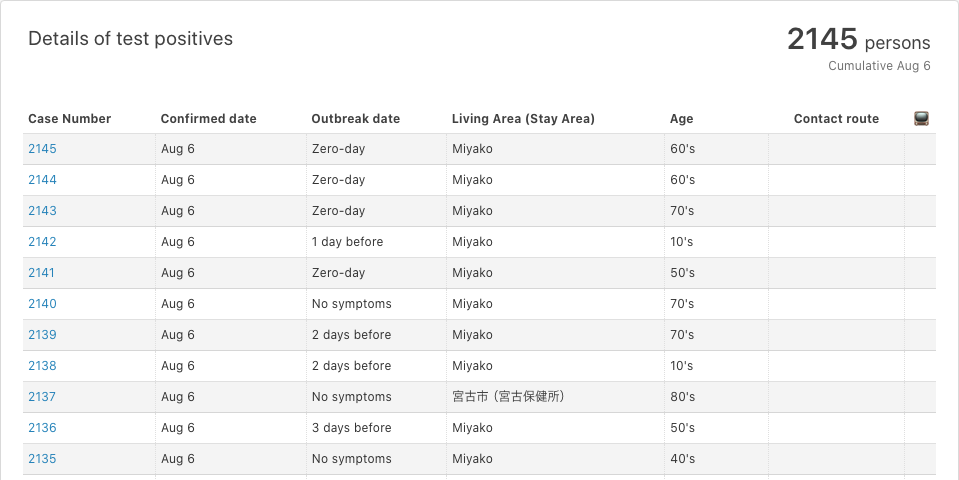 Details of test positives
2145 persons
Cumulative Aug 6
Case Number Confirmed date Outbreak date Living Area (Stay Area) Age Contact route
2145 Aug 6 Zero-day Miyako 60's
2144 Aug 6 Zero-day Miyako 60's
2143 Aug 6 Zero-day Miyako 70's
2142 Aug 6 1 day before Miyako 10's
2141 Aug 6 Zero-day Miyako 50's
2140 Aug 6 No symptoms Miyako 70's
2139 Aug 6 2 days before Miyako 70's
2138 Aug 6 2 days before Miyako 10's
2137 Aug 6 No symptoms 宮古市（宮古保健所） 80's
2136 Aug 6 3 days before Miyako 50's
2135 Aug 6 No symptoms Miyako 40's